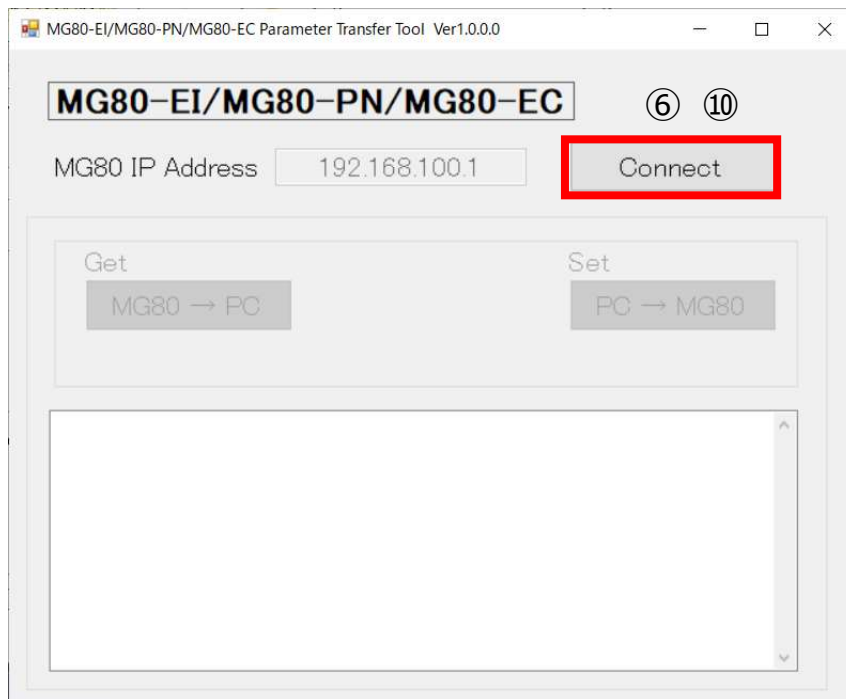 MG80-EI/MG80-PN/MG80-EC Parameter Transfer Tool Ver1.0.0.0
MG80-EI/MG80-PN/MG80-EC
⑥ ⑩
MG80 IP Address 192.168.100.1 Connect
Get Set
MG80 → PC PC → MG80